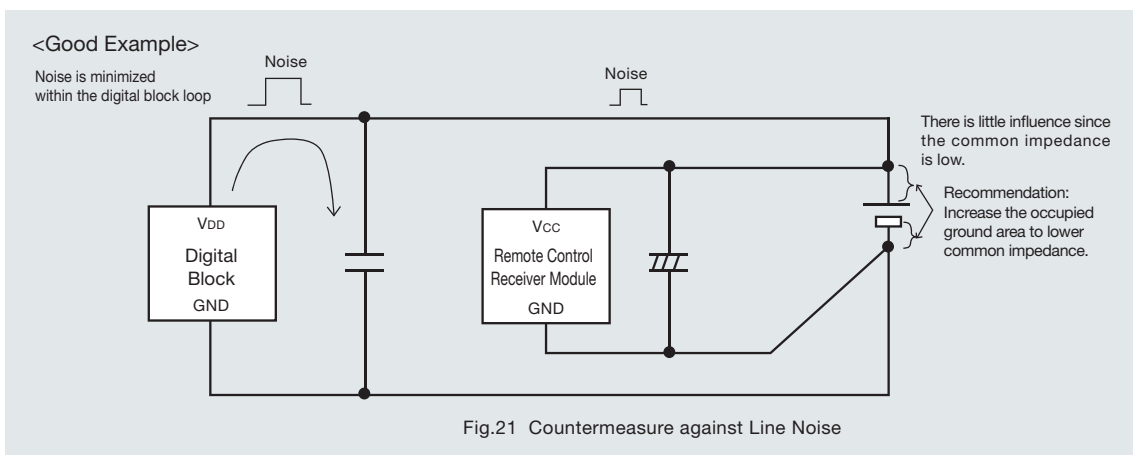 <Good Example>
Noise is minimized
within the digital block loop
Noise
Noise
There is little influence since
the common impedance
is low.
Recommendation:
Increase the occupied
ground area to lower
common impedance.
VDD
Digital
Block
GND
VCC
Remote Control
Receiver Module
GND
Fig.21 Countermeasure against Line Noise